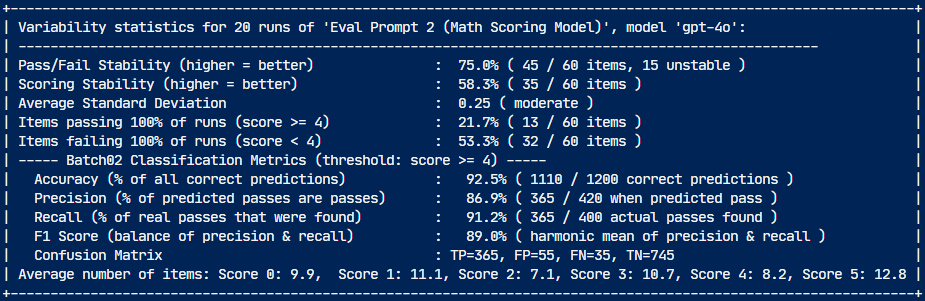 +-----------------------------------------------------------------------------------------------------------------+
| Variability statistics for 20 runs of 'Eval Prompt 2 (Math Scoring Model)', model 'gpt-4o': |
| ---------------------------------------------------------------------------------------------------- |
| Pass/Fail Stability (higher = better) : 75.0% ( 45 / 60 items, 15 unstable ) |
| Scoring Stability (higher = better) : 58.3% ( 35 / 60 items ) |
| Average Standard Deviation : 0.25 ( moderate ) |
| Items passing 100% of runs (score >= 4) : 21.7% ( 13 / 60 items ) |
| Items failing 100% of runs (score < 4) : 53.3% ( 32 / 60 items ) |
| ----- Batch02 Classification Metrics (threshold: score >= 4) ----- |
| Accuracy (% of all correct predictions) : 92.5% ( 1110 / 1200 correct predictions ) |
| Precision (% of predicted passes are passes) : 86.9% ( 365 / 420 when predicted pass ) |
| Recall (% of real passes that were found) : 91.2% ( 365 / 400 actual passes found ) |
| F1 Score (balance of precision & recall) : 89.0% ( harmonic mean of precision & recall ) |
| Confusion Matrix : TP=365, FP=55, FN=35, TN=745 |
| Average number of items: Score 0: 9.9, Score 1: 11.1, Score 2: 7.1, Score 3: 10.7, Score 4: 8.2, Score 5: 12.8 |
+-----------------------------------------------------------------------------------------------------------------+